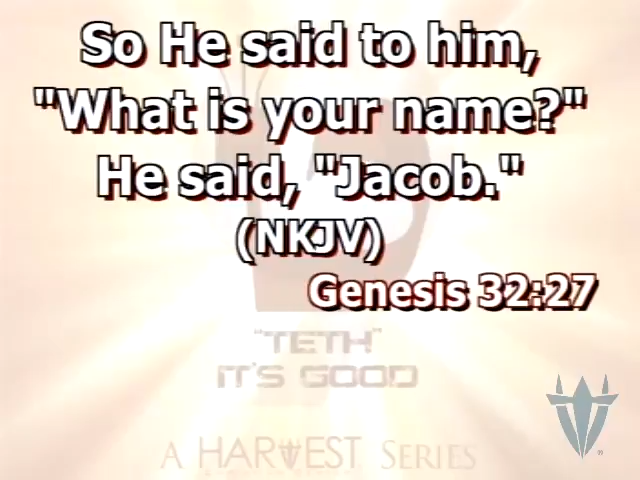 So He said to him,
"What is your name?"
He said, "Jacob."
(NKJV)
Genesis 32:27
"TETH"
IT'S GOOD
A HARVEST SERIES